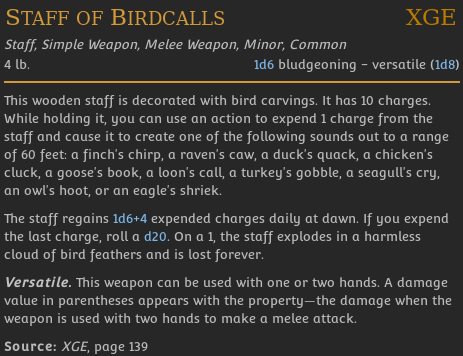 STAFF OF BIRDCALLS XGE
Staff, Simple Weapon, Melee Weapon, Minor, Common
4 lb. 1d6 bludgeoning - versatile (1d8)
This wooden staff is decorated with bird carvings. It has 10 charges.
While holding it, you can use an action to expend 1 charge from the
staff and cause it to create one of the following sounds out to a range
of 60 feet: a finch's chirp, a raven's caw, a duck's quack, a chicken's
cluck, a goose's book, a loon's call, a turkey's gobble, a seagull's cry,
an owl's hoot, or an eagle's shriek.
The staff regains 1d6+4 expended charges daily at dawn. If you expend
the last charge, roll a d20. On a 1, the staff explodes in a harmless
cloud of bird feathers and is lost forever.
Versatile. This weapon can be used with one or two hands. A damage
value in parentheses appears with the property—the damage when the
weapon is used with two hands to make a melee attack.
Source: XGE, page 139